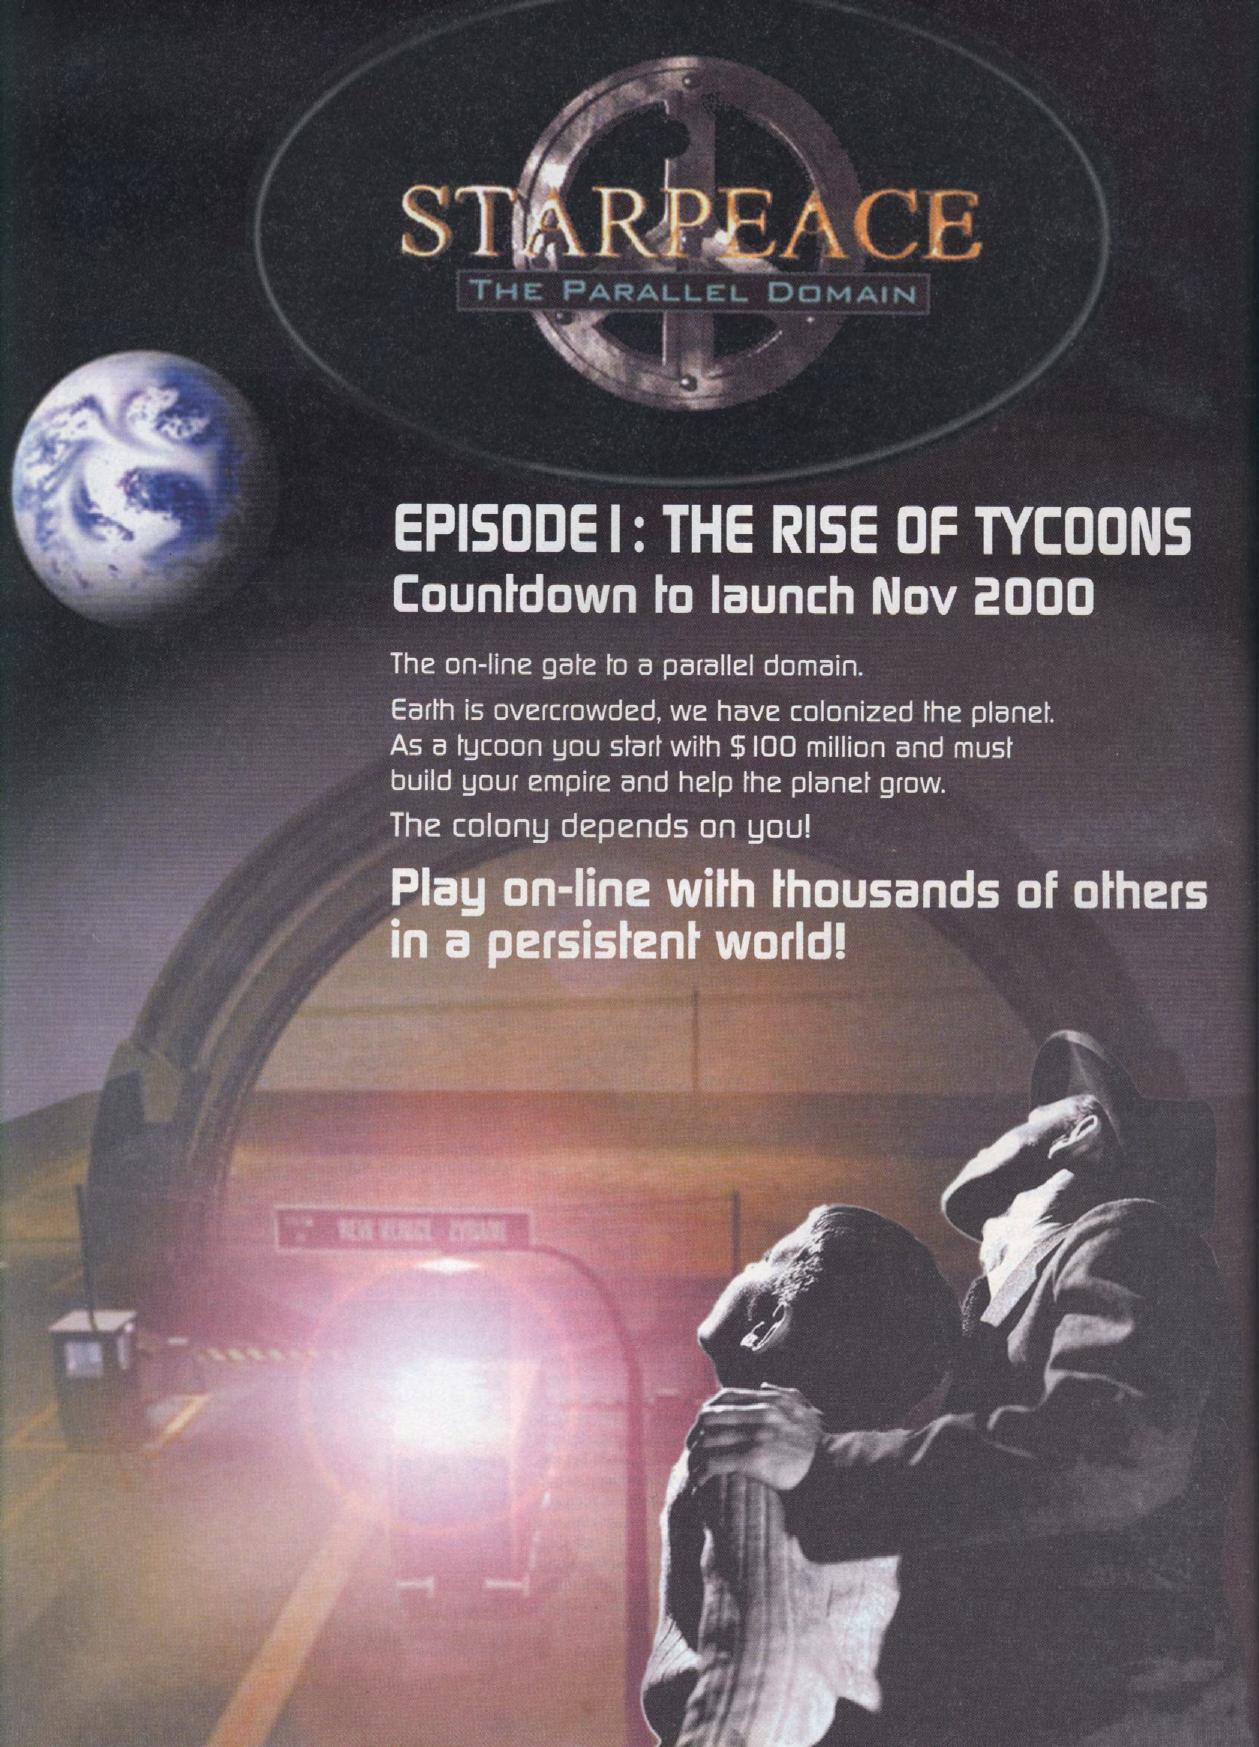 STARPEACE
THE PARALLEL DOMAIN
EPISODE I: THE RISE OF TYCOONS
Countdown to launch Nov 2000
The on-line gate to a parallel domain.
Earth is overcrowded, we have colonized the planet.
As a tycoon you start with $100 million and must
build your empire and help the planet grow.
The colony depends on you!
Play on-line with thousands of others
in a persistent world!